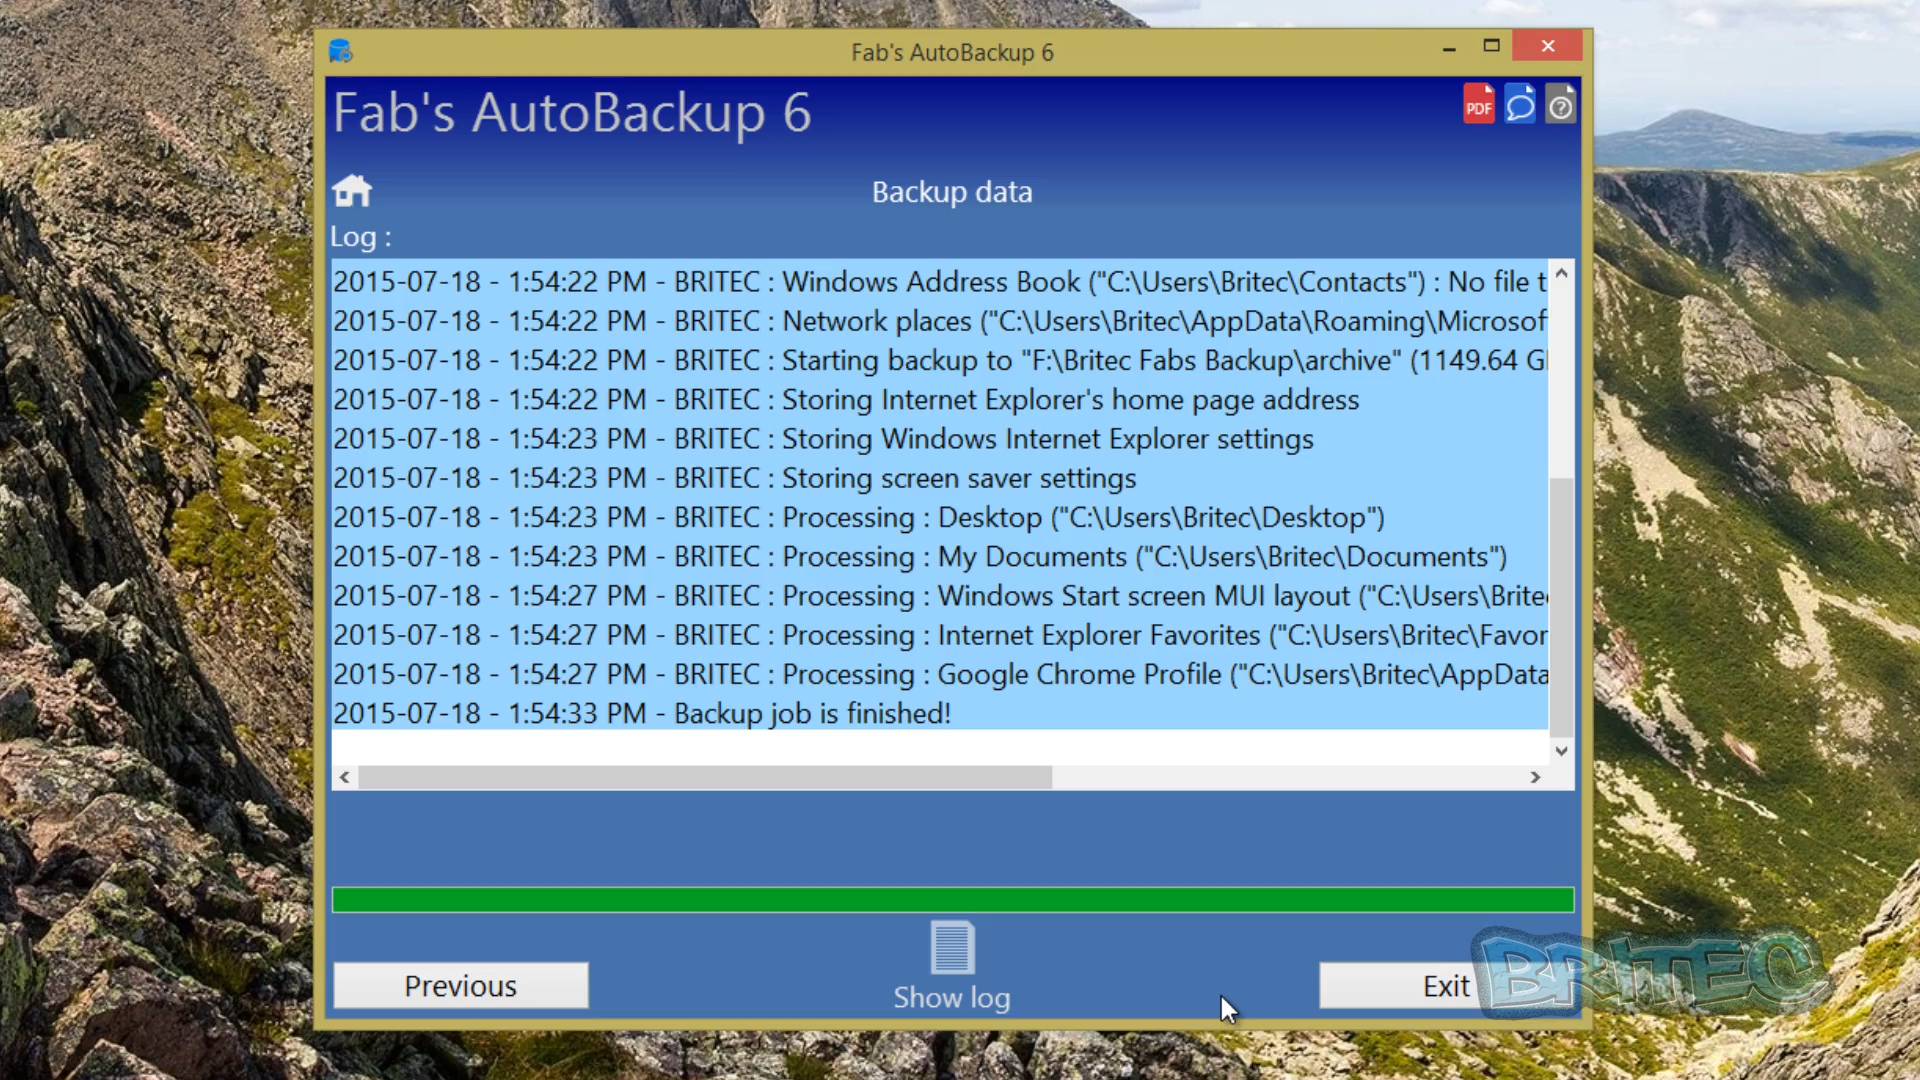 Fab's AutoBackup 6
Fab's AutoBackup 6
PDF
Backup data
Log :
2015-07-18 - 1:54:22 PM - BRITEC : Windows Address Book ("C:\Users\Britec\Contacts") : No file t
2015-07-18 - 1:54:22 PM - BRITEC : Network places ("C:\Users\Britec\AppData\Roaming\Microsof
2015-07-18 - 1:54:22 PM - BRITEC : Starting backup to "F:\Britec Fabs Backup\archive" (1149.64 G
2015-07-18 - 1:54:22 PM - BRITEC : Storing Internet Explorer's home page address
2015-07-18 - 1:54:23 PM - BRITEC : Storing Windows Internet Explorer settings
2015-07-18 - 1:54:23 PM - BRITEC : Storing screen saver settings
2015-07-18 - 1:54:23 PM - BRITEC : Processing : Desktop ("C:\Users\Britec\Desktop")
2015-07-18 - 1:54:23 PM - BRITEC : Processing : My Documents ("C:\Users\Britec\Documents")
2015-07-18 - 1:54:27 PM - BRITEC : Processing : Windows Start screen MUI layout ("C:\Users\Brite
2015-07-18 - 1:54:27 PM - BRITEC : Processing : Internet Explorer Favorites ("C:\Users\Britec\Favor
2015-07-18 - 1:54:27 PM - BRITEC : Processing : Google Chrome Profile ("C:\Users\Britec\AppData
2015-07-18 - 1:54:33 PM - Backup job is finished!
Previous
Show log
Exit
BRITEC